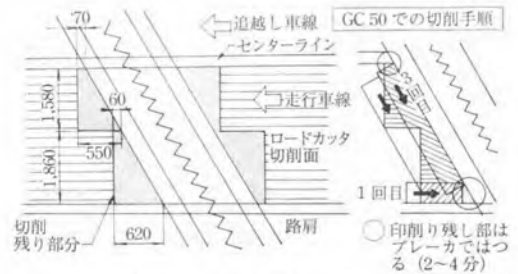 70
追越し車線
センターライン
60
走行車線
1,580
550
ロードカッタ
切削面
1,860
切削
残り部分
620
路肩
GC 50 での切削手順
3
回
目
1回目
○印削り残し部は
ブレーカではつ
る (2~4分)